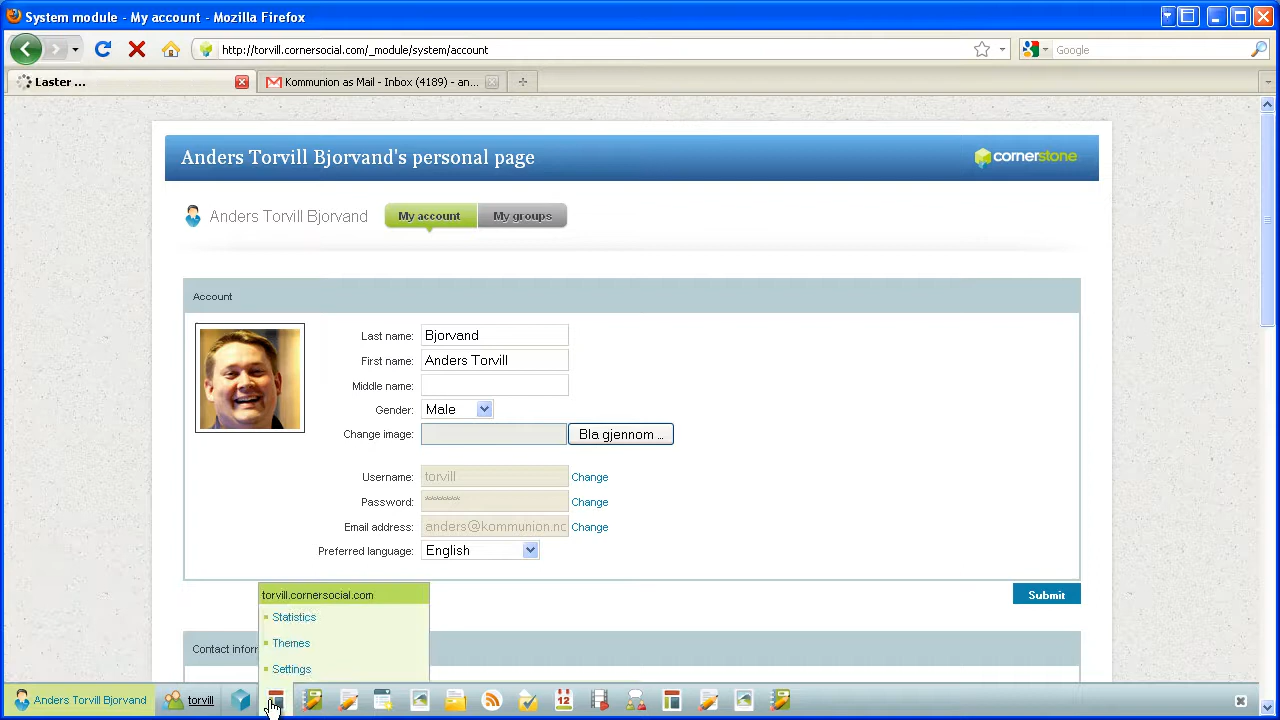 System module - My account - Mozilla Firefox
http://torvill.cornersocial.com/_module/system/account
Google
Laster ...
Kommunion as Mail - Inbox (4189) - an...
Anders Torvill Bjorvand's personal page
cornerstone
Anders Torvill Bjorvand
My account
My groups
Account
Last name: Bjorvand
First name: Anders Torvill
Middle name:
Gender: Male
Change image: Bla gjennom ...
Username: torvill Change
Password: ******** Change
Email address: anders@kommunion.no Change
Preferred language: English
torvill.cornersocial.com
Submit
Statistics
Themes
Contact infor
Settings
Anders Torvill Bjorvand
torvill
12